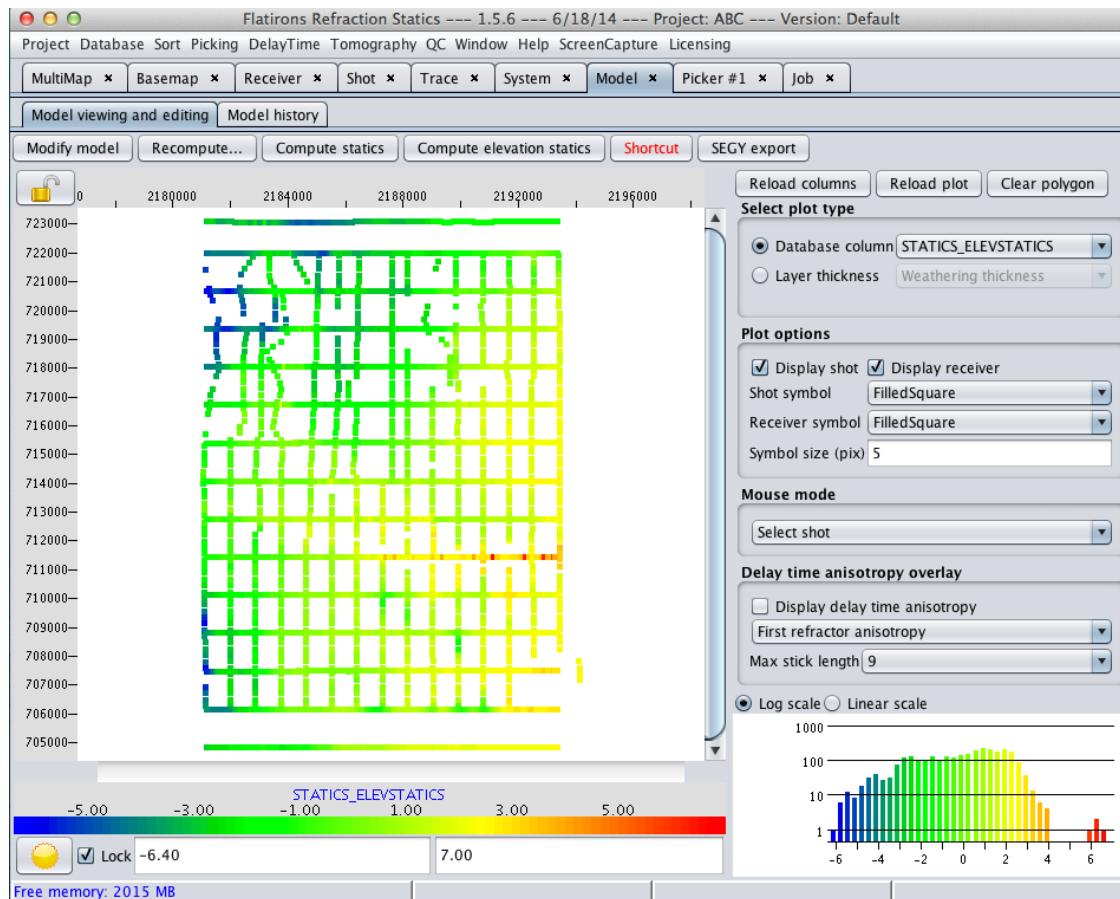 Flatirons Refraction Statics --- 1.5.6 --- 6/18/14 --- Project: ABC --- Version: Default
Project Database Sort Picking DelayTime Tomography QC Window Help ScreenCapture Licensing
MultiMap × Basemap × Receiver × Shot × Trace × System × Model × Picker #1 × Job ×
Model viewing and editing Model history
Modify model Recompute... Compute statics Compute elevation statics Shortcut SEGY export
0 2180000 2184000 2188000 2192000 2196000
723000
722000
721000
720000
719000
718000
717000
716000
715000
714000
713000
712000
711000
710000
709000
708000
707000
706000
705000
STATICS_ELEVSTATICS
-5.00 -3.00 -1.00 1.00 3.00 5.00
Lock -6.40 7.00
Free memory: 2015 MB
Reload columns Reload plot Clear polygon
Select plot type
Database column STATICS_ELEVSTATICS
Layer thickness Weathering thickness
Plot options
Display shot Display receiver
Shot symbol FilledSquare
Receiver symbol FilledSquare
Symbol size (pix) 5
Mouse mode
Select shot
Delay time anisotropy overlay
Display delay time anisotropy
First refractor anisotropy
Max stick length 9
Log scale Linear scale
1000
100
10
1
-6 -4 -2 0 2 4 6